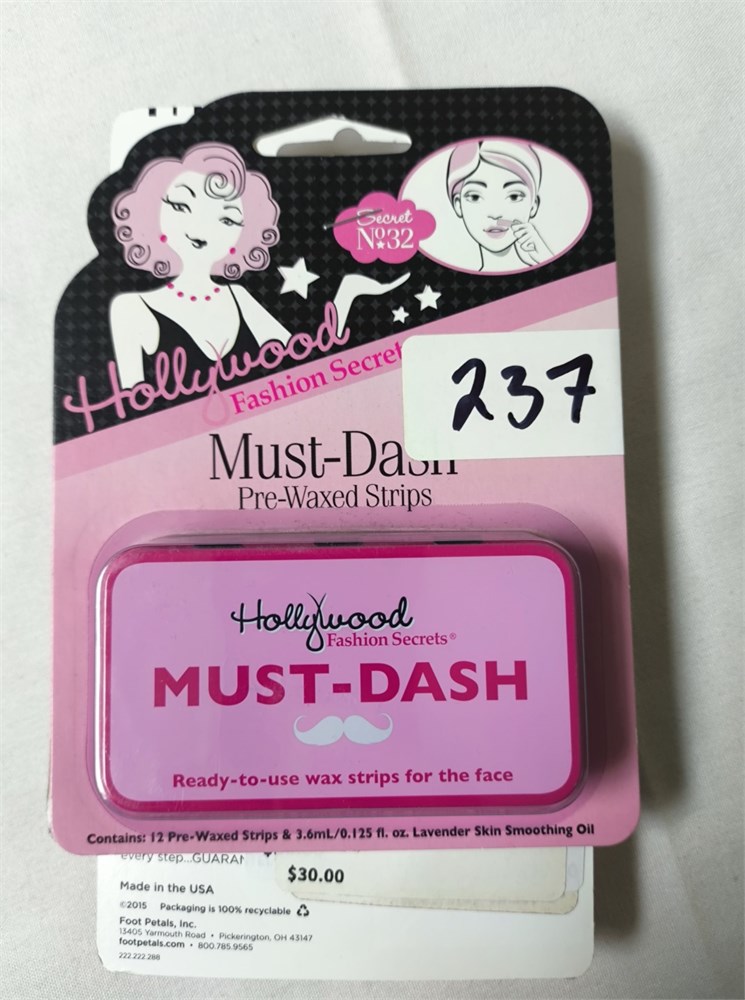 Secret
Nº32
Hollywood
Fashion Secret
237
Must-Dash
Pre-Waxed Strips
Hollywood
Fashion Secrets®
MUST-DASH
Ready-to-use wax strips for the face
Contains: 12 Pre-Waxed Strips & 3.6mL/0.125 fl. oz. Lavender Skin Smoothing Oil
every step...GUARAN
$30.00
Made in the USA
©2015 Packaging is 100% recyclable
Foot Petals, Inc.
13405 Yarmouth Road • Pickerington, OH 43147
footpetals.com • 800.785.9565
222.222.288